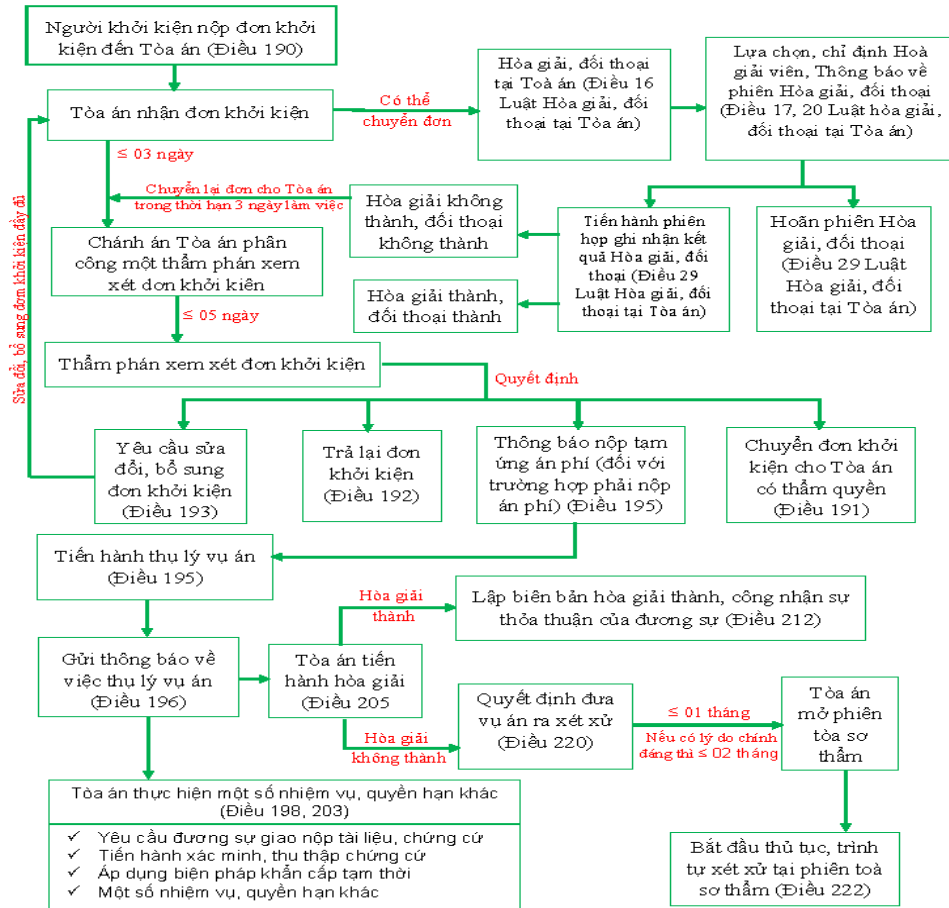 Người khởi kiện nộp đơn khởi
kiện đến Tòa án (Điều 190)
Hòa giải, đối thoại
tại Toà án (Điều 16
Luật Hòa giải, đối
thoại tại Tòa án)
Lựa chọn, chỉ định Hoà
giải viên, Thông báo về
phiên Hòa giải, đối thoại
(Điều 17, 20 Luật hòa giải,
đối thoại tại Tòa án)
Tòa án nhận đơn khởi kiện
Có thể
chuyển đơn
≤ 03 ngày
Chuyển lại đơn cho Tòa án
trong thời hạn 3 ngày làm việc
Hòa giải không
thành, đối thoại
không thành
Tiến hành phiên
họp ghi nhận kết
quả Hòa giải, đối
thoại (Điều 29
Luật Hòa giải, đối
thoại tại Tòa án)
Hoãn phiên Hòa
giải, đối thoại
(Điều 29 Luật
Hòa giải, đối
thoại tại Tòa án)
Chánh án Tòa án phân
công một thẩm phán xem
xét dơn khởi kiên
Hòa giải thành,
đối thoại thành
≤ 05 ngày
Sửa đổi, bổ sung đơn khởi kiện đầy đủ
Thẩm phán xem xét đơn khởi kiện
Quyết định
Yêu cầu sửa
đổi, bổ sung
đơn khởi kiện
(Điều 193)
Trả lại đơn
khởi kiện
(Điều 192)
Thông báo nộp tạm
ứng án phí (đối với
trường hợp phải nộp
án phí) (Điều 195)
Chuyển đơn khởi
kiện cho Tòa án
có thẩm quyền
(Điều 191)
Tiến hành thụ lý vụ án
(Điều 195)
Hòa giải
thành
Lập biên bản hòa giải thành, công nhận sự
thỏa thuận của đương sự (Điều 212)
Gửi thông báo về
việc thụ lý vụ án
(Điều 196)
Tòa án tiến
hành hòa giải
(Điều 205
Hòa giải
không thành
Quyết định đưa
vụ án ra xét xử
(Điều 220)
≤ 01 tháng
Nếu có lý do chính
đáng thì ≤ 02 tháng
Tòa án
mở phiên
tòa sơ
thẩm
Tòa án thực hiện một số nhiệm vụ, quyền hạn khác
(Điều 198, 203)
✓ Yêu cầu đương sự giao nộp tài liệu, chứng cứ
✓ Tiến hành xác minh, thu thập chứng cứ
✓ Áp dụng biện pháp khẩn cấp tạm thời
✓ Một số nhiệm vụ, quyền hạn khác
Bắt đầu thủ tục, trình
tự xét xử tại phiên toà
sơ thẩm (Điều 222)